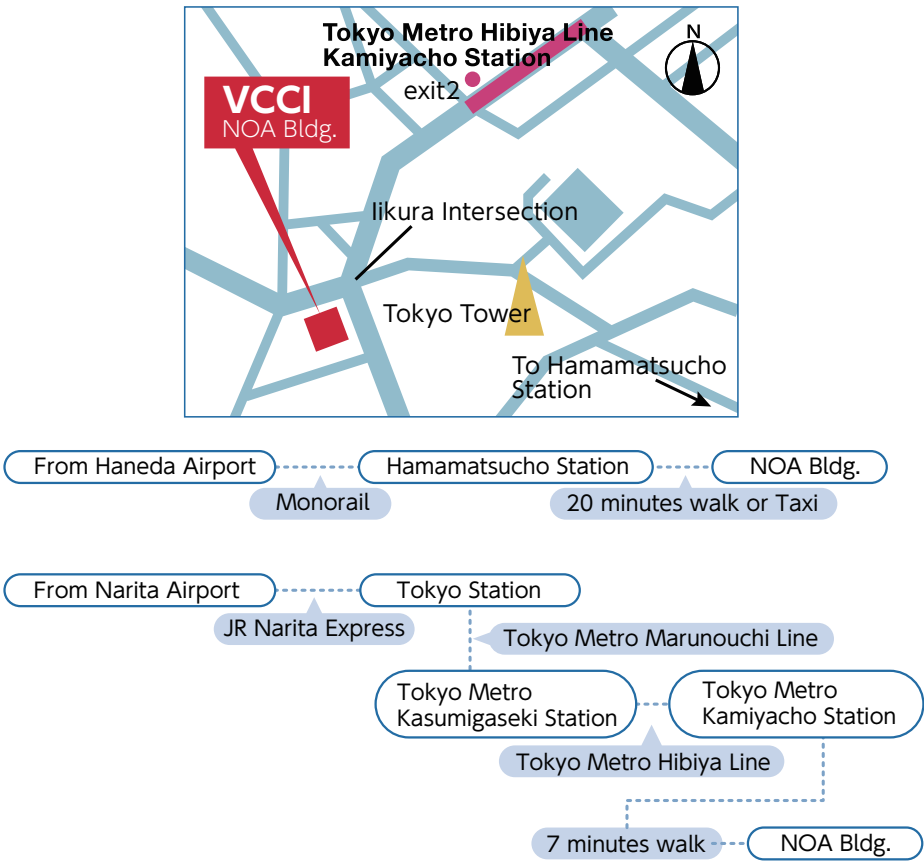 Tokyo Metro Hibiya Line
Kamiyacho Station
exit2
N
VCCI
NOA Bldg.
Iikura Intersection
Tokyo Tower
To Hamamatsucho
Station
From Haneda Airport
Hamamatsucho Station
NOA Bldg.
Monorail
20 minutes walk or Taxi
From Narita Airport
Tokyo Station
JR Narita Express
Tokyo Metro Marunouchi Line
Tokyo Metro
Kasumigaseki Station
Tokyo Metro
Kamiyacho Station
Tokyo Metro Hibiya Line
7 minutes walk
NOA Bldg.